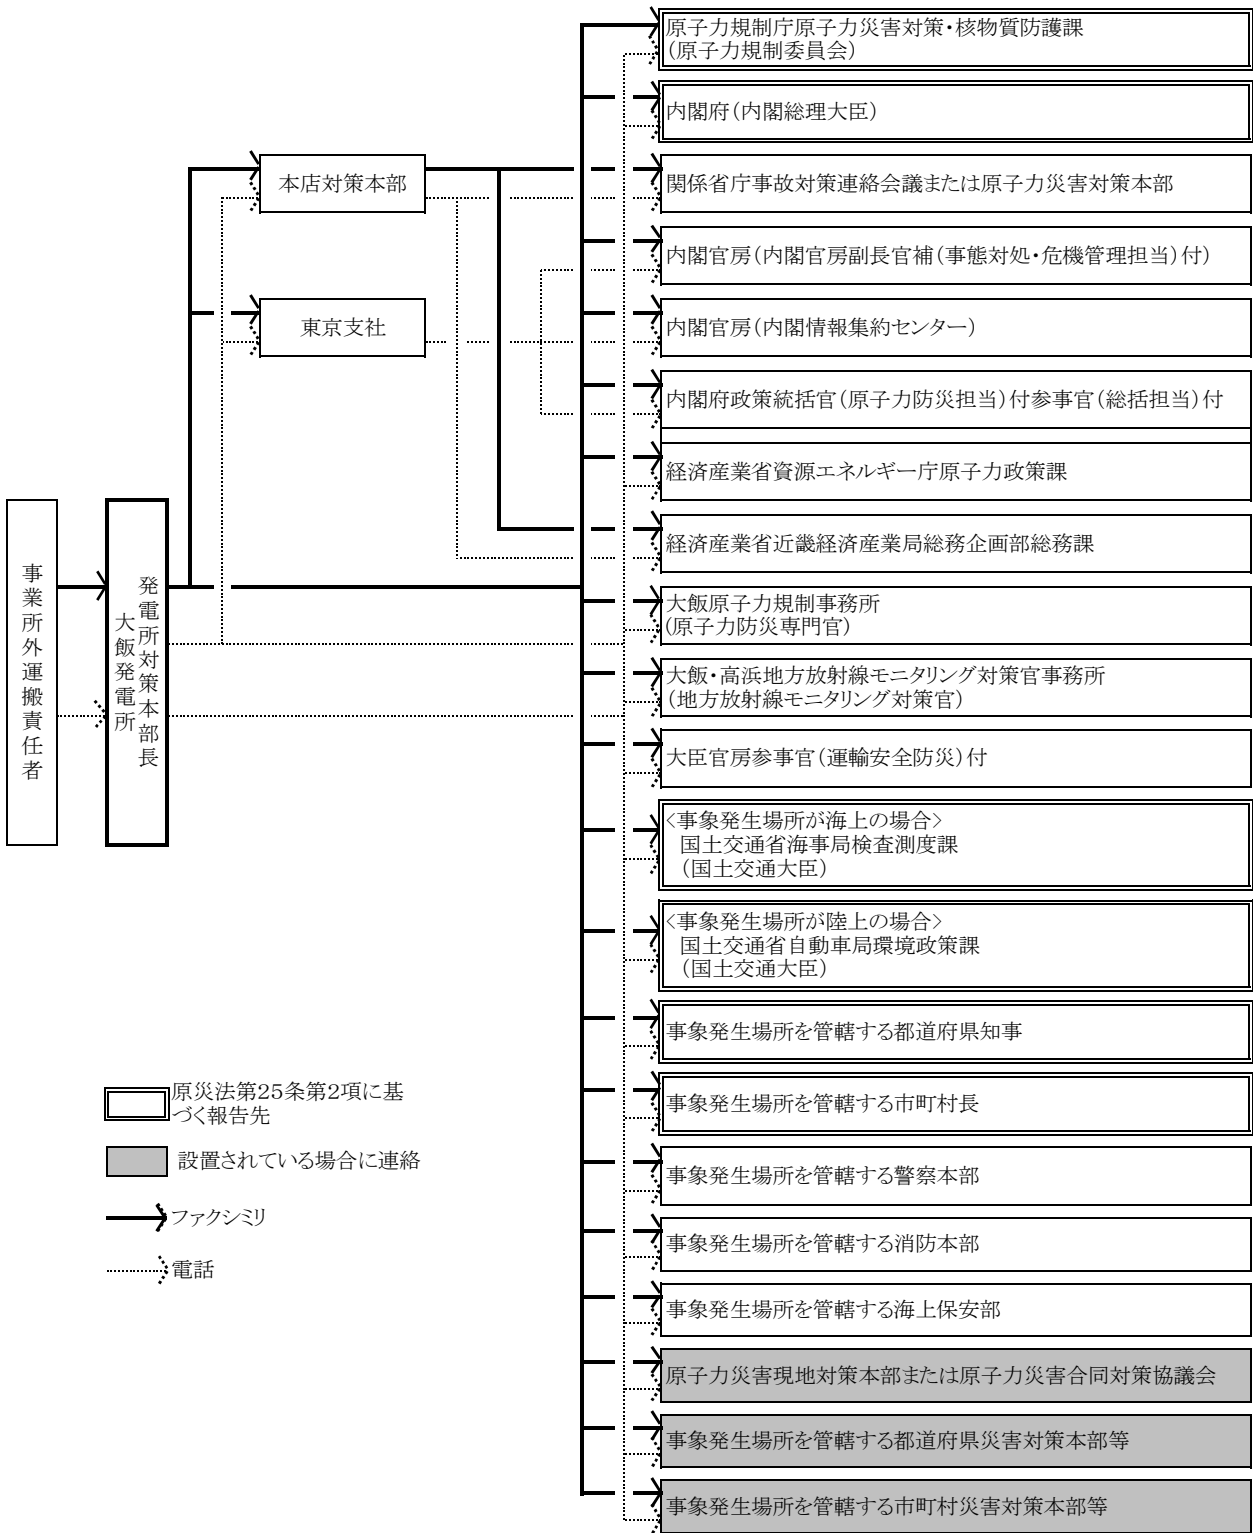 原子力規制庁原子力災害対策・核物質防護課
(原子力規制委員会)
内閣府(内閣総理大臣)
本店対策本部
関係省庁事故対策連絡会議または原子力災害対策本部
内閣官房(内閣官房副長官補(事態対処・危機管理担当)付)
東京支社
内閣官房(内閣情報集約センター)
内閣府政策統括官(原子力防災担当)付参事官(総括担当)付
経済産業省資源エネルギー庁原子力政策課
経済産業省近畿経済産業局総務企画部総務課
事業所外運搬責任者
発電所対策本部長
大飯発電所
大飯原子力規制事務所
(原子力防災専門官)
大飯・高浜地方放射線モニタリング対策官事務所
(地方放射線モニタリング対策官)
大臣官房参事官(運輸安全防災)付
<事象発生場所が海上の場合>
国土交通省海事局検査測度課
(国土交通大臣)
<事象発生場所が陸上の場合>
国土交通省自動車局環境政策課
(国土交通大臣)
事象発生場所を管轄する都道府県知事
事象発生場所を管轄する市町村長
事象発生場所を管轄する警察本部
事象発生場所を管轄する消防本部
事象発生場所を管轄する海上保安部
原子力災害現地対策本部または原子力災害合同対策協議会
事象発生場所を管轄する都道府県災害対策本部等
事象発生場所を管轄する市町村災害対策本部等
原災法第25条第2項に基
づく報告先
設置されている場合に連絡
ファクシミリ
電話